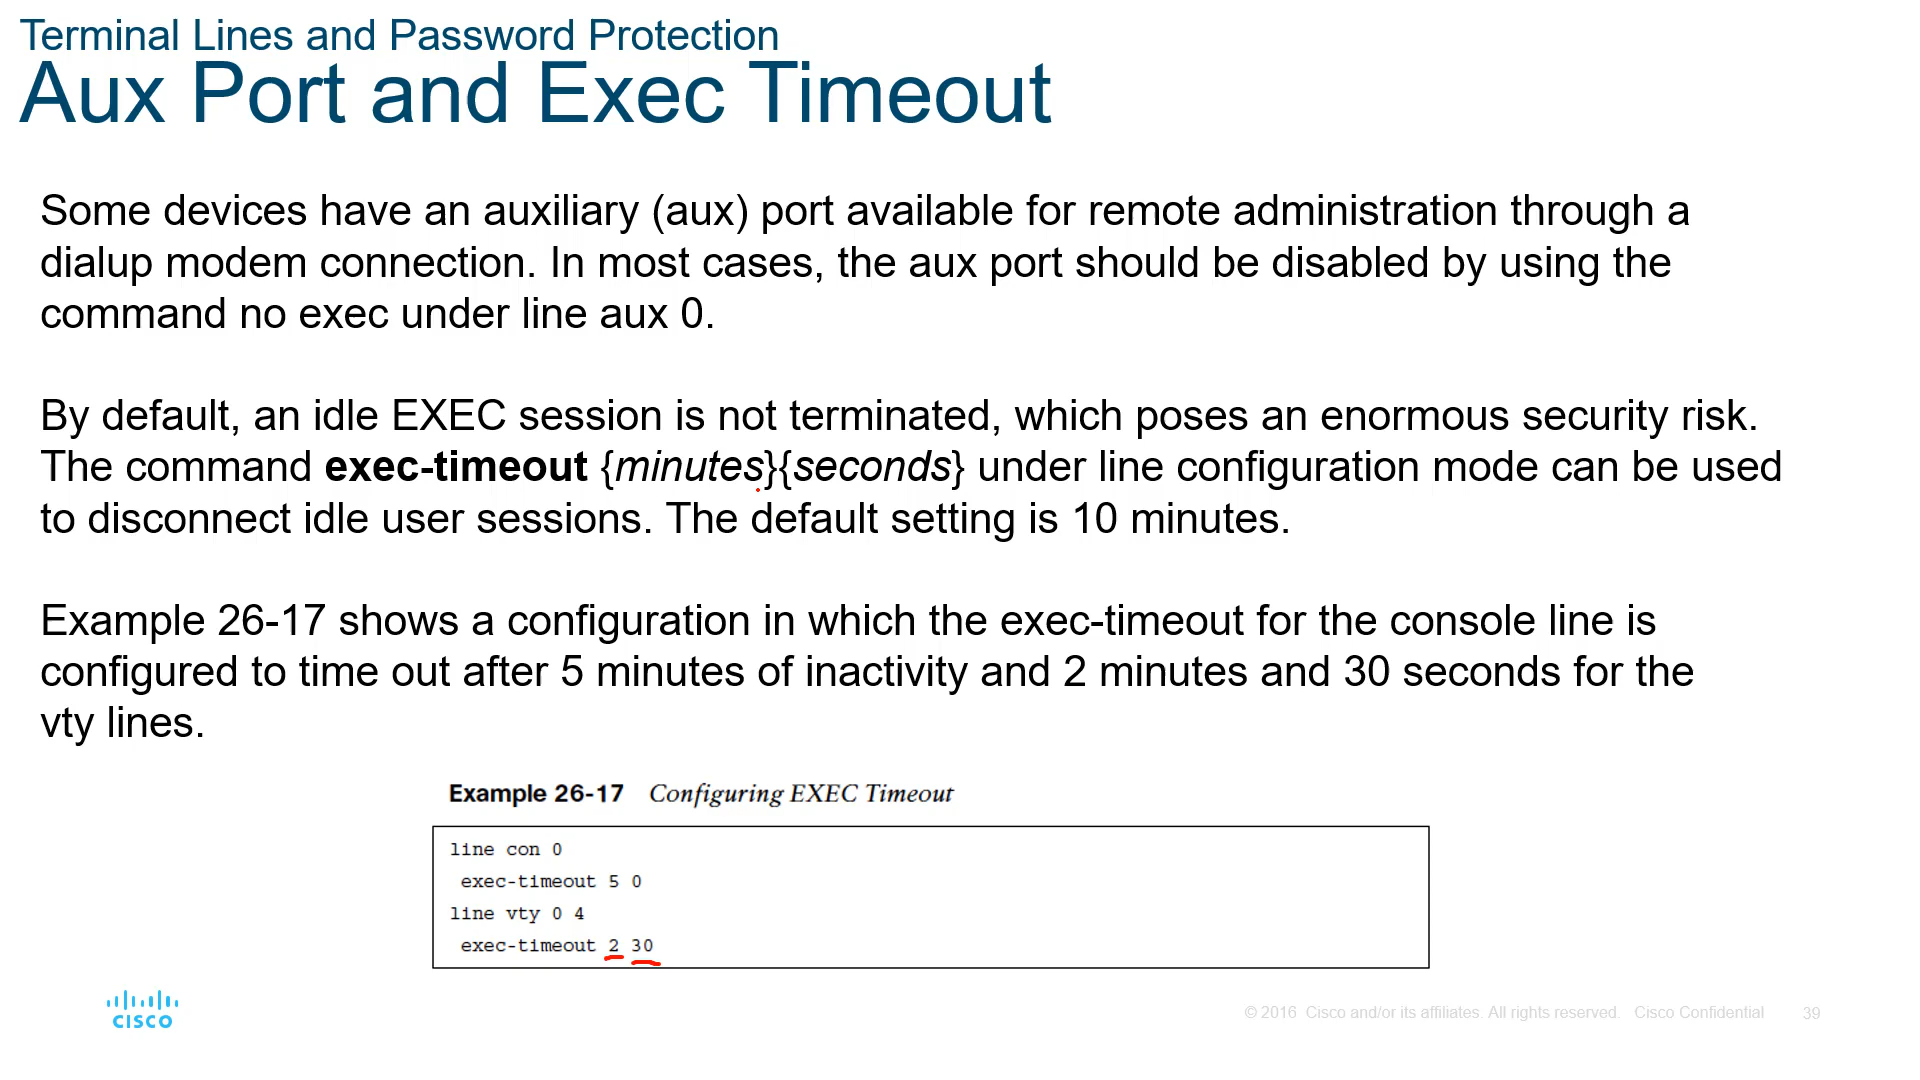 Terminal Lines and Password Protection
Aux Port and Exec Timeout
Some devices have an auxiliary (aux) port available for remote administration through a
dialup modem connection. In most cases, the aux port should be disabled by using the
command no exec under line aux 0.
By default, an idle EXEC session is not terminated, which poses an enormous security risk.
The command exec-timeout {minutes}{seconds} under line configuration mode can be used
to disconnect idle user sessions. The default setting is 10 minutes.
Example 26-17 shows a configuration in which the exec-timeout for the console line is
configured to time out after 5 minutes of inactivity and 2 minutes and 30 seconds for the
vty lines.
Example 26-17 Configuring EXEC Timeout
line con 0
exec-timeout 5 0
line vty 0 4
exec-timeout 2 30
CISCO
© 2016 Cisco and/or its affiliates. All rights reserved. Cisco Confidential 39